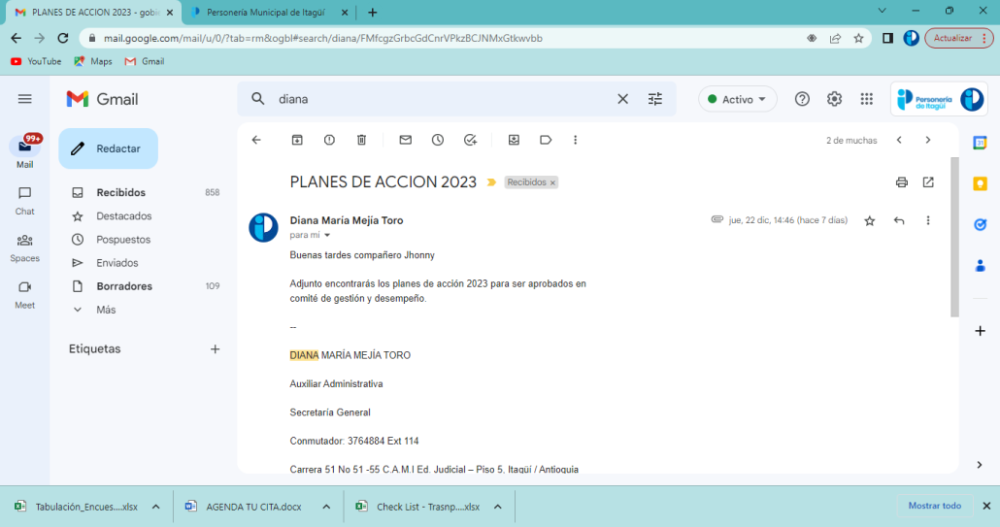 PLANES DE ACCION 2023 - gobie
Personería Municipal de Itagüí
mail.google.com/mail/u/0/?tab=rm&ogbl#search/diana/FMfcgzGrbcGdCnrVPkzBCJNMxGtkwvbb
Actualizar
YouTube Maps Gmail
Gmail
diana
Activo
Personería
de Itagüí
99+
Mail
Chat
Spaces
Meet
Redactar
Recibidos 858
Destacados
Pospuestos
Enviados
Borradores 109
Más
Etiquetas
2 de muchas
PLANES DE ACCION 2023
Recibidos
Diana Maria Mejía Toro
jue, 22 dic, 14:46 (hace 7 días)
para mí
Buenas tardes compañero Jhonny
Adjunto encontrarás los planes de acción 2023 para ser aprobados en
comité de gestión y desempeño.
--
DIANA MARÍA MEJÍA TORO
Auxiliar Administrativa
Secretaría General
Conmutador: 3764884 Ext 114
Carrera 51 No 51 -55 C.A.M.I Ed. Judicial – Piso 5, Itagüí / Antioquia
31
Tabulación_Encues....xlsx
AGENDA TU CITA.docx
Check List - Trasnp....xlsx
Mostrar todo